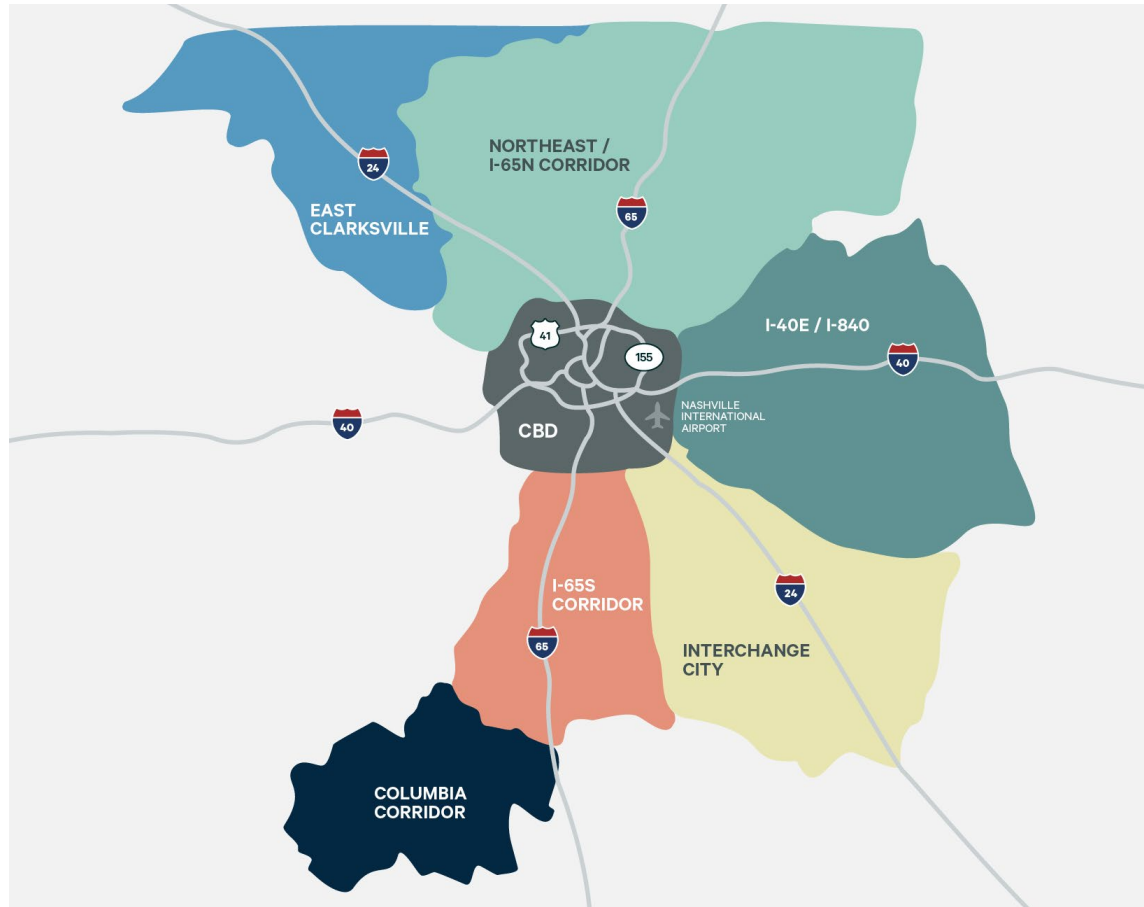 NORTHEAST /
I-65N CORRIDOR
24
65
EAST
CLARKSVILLE
I-40E / I-840
41
155
40
NASHVILLE
INTERNATIONAL
AIRPORT
40
CBD
I-65S
CORRIDOR
24
65
INTERCHANGE
CITY
COLUMBIA
CORRIDOR